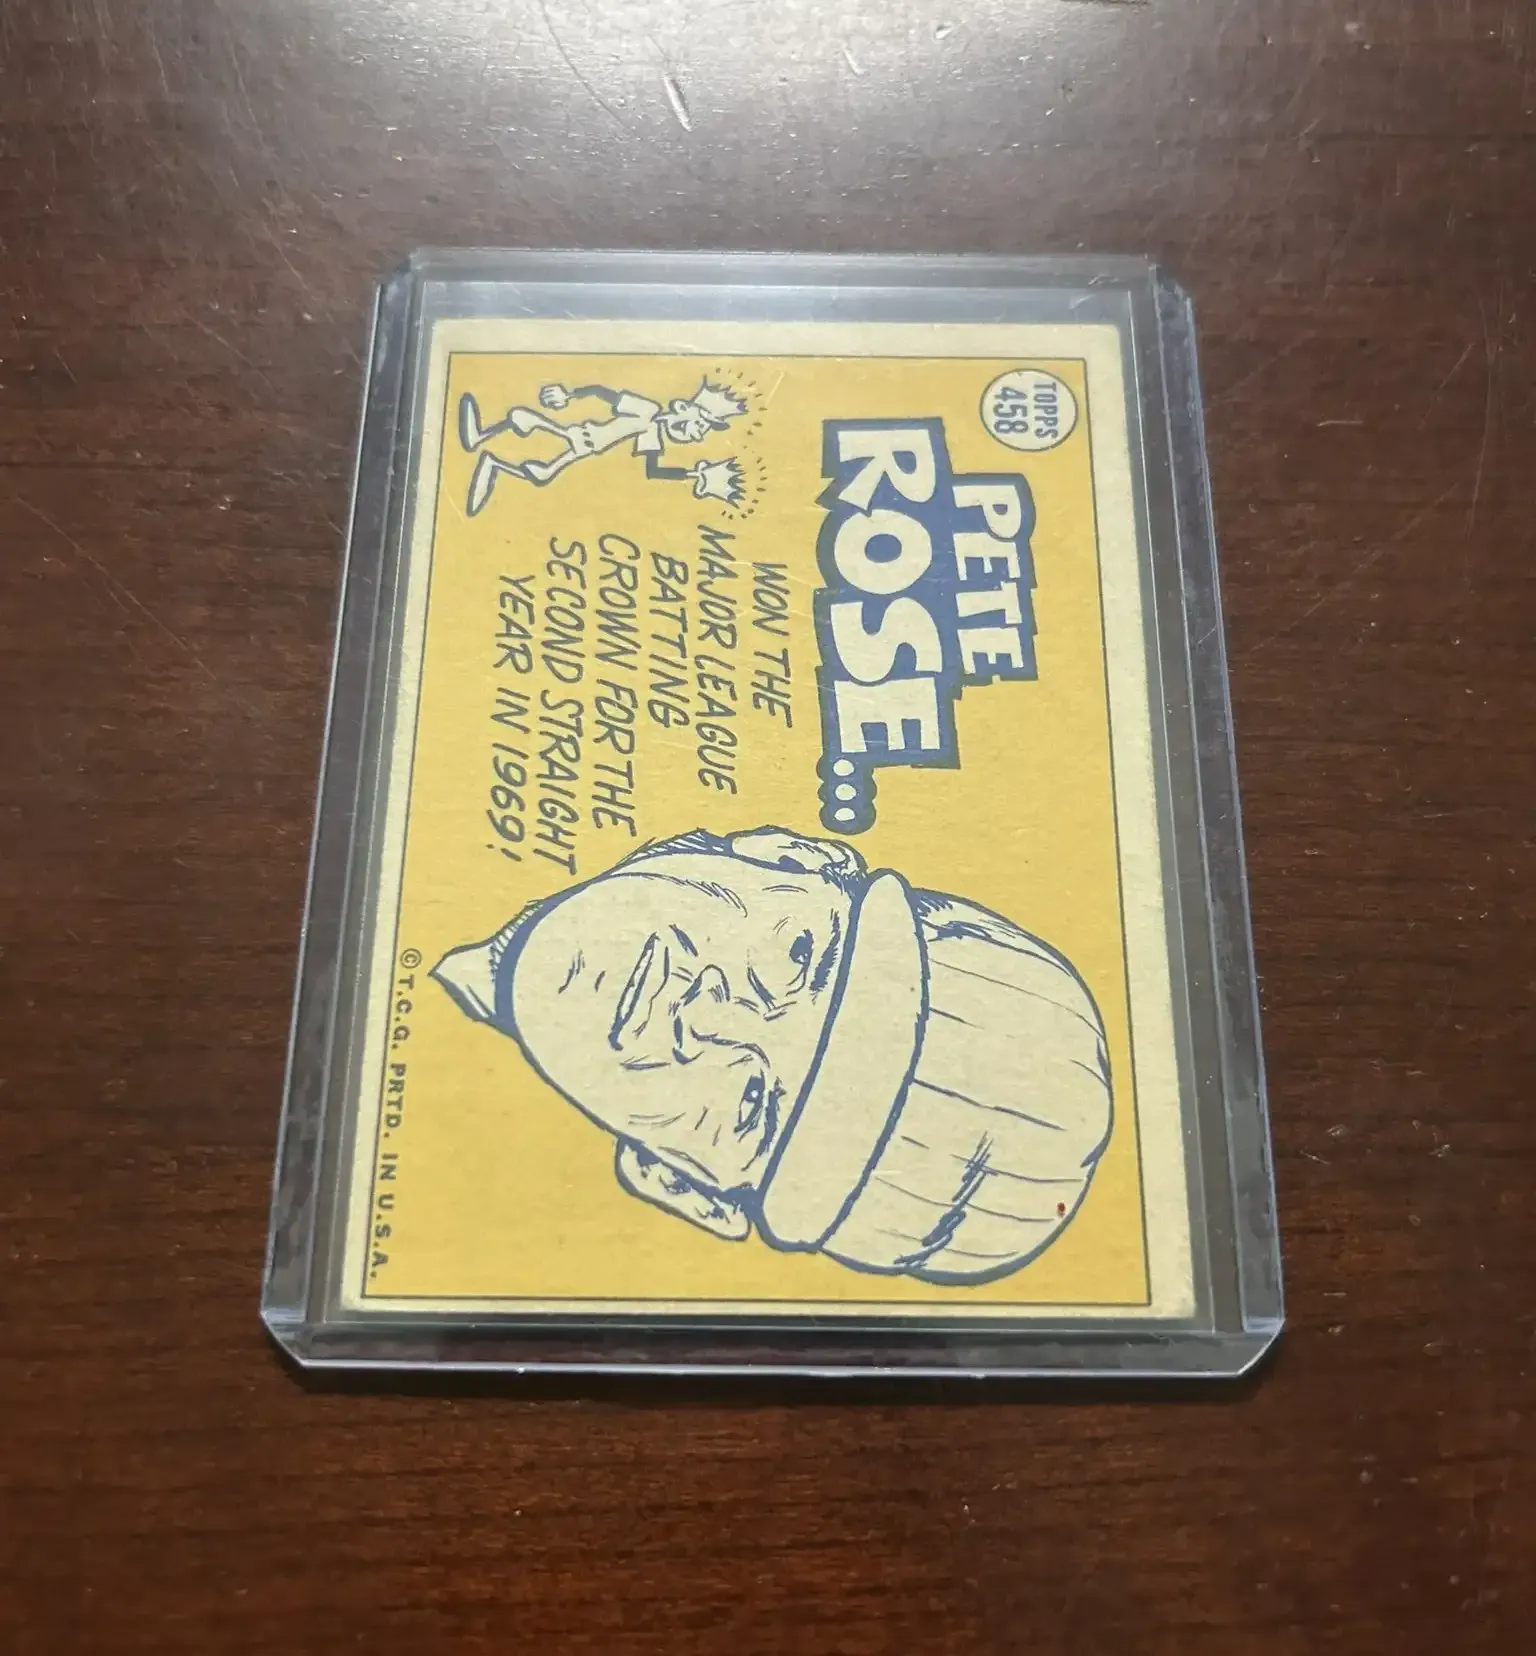 TOPPS
458
PETE
ROSE...
WON THE
MAJOR LEAGUE
BATTING
CROWN FOR THE
SECOND STRAIGHT
YEAR IN 1969!
© T.C.G. PRTD. IN U.S.A.